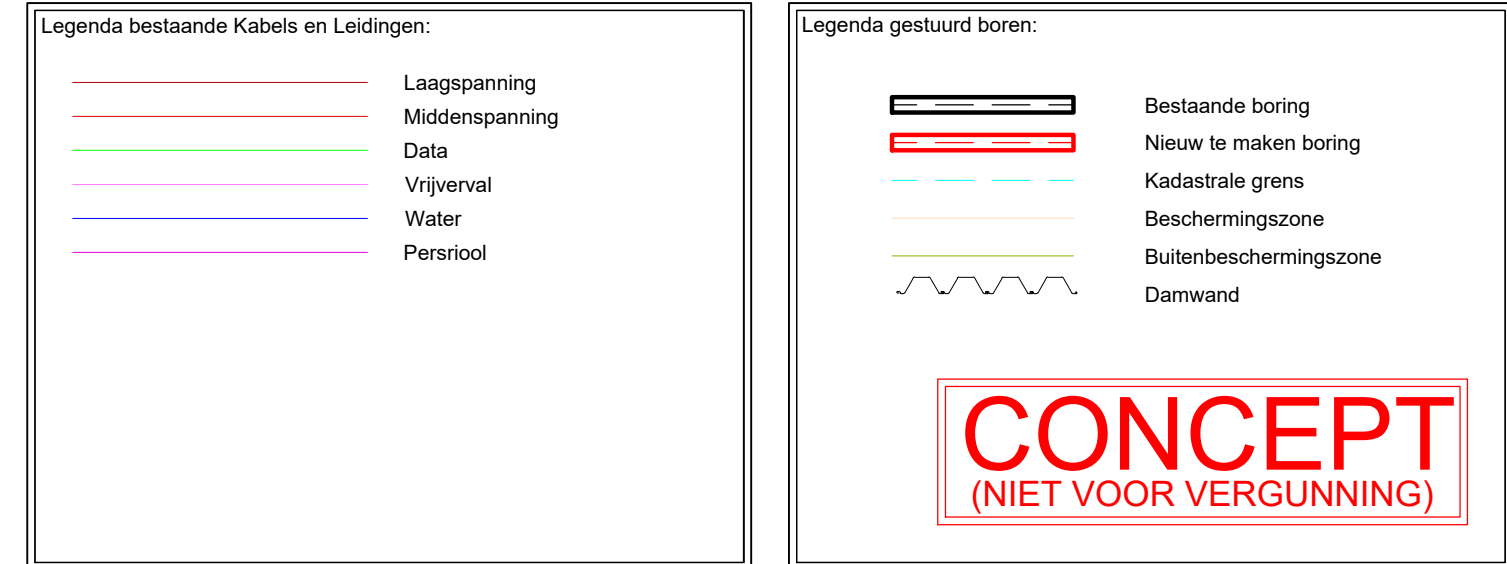 Legenda bestaande Kabels en Leidingen:
Laagspanning
Middenspanning
Data
Vrijverval
Water
Persriool
Legenda gestuurd boren:
Bestaande boring
Nieuw te maken boring
Kadastrale grens
Beschermingszone
Buitenbeschermingszone
Damwand
CONCEPT
(NIET VOOR VERGUNNING)